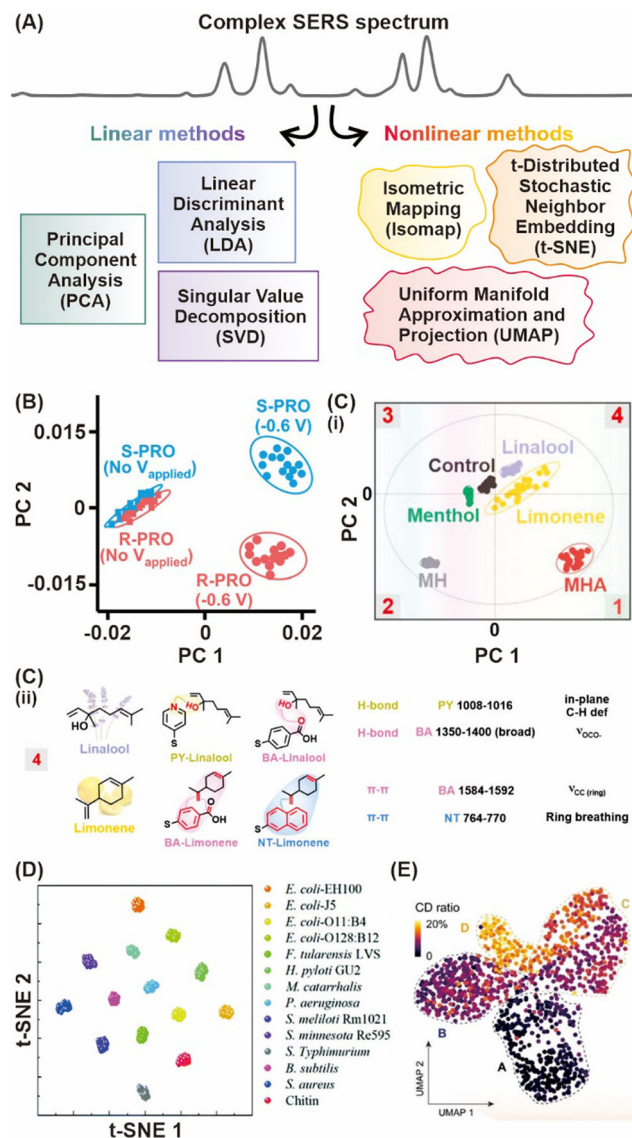 (A)
Complex SERS spectrum
Linear methods
Nonlinear methods
Principal
Component
Analysis
(PCA)
Linear
Discriminant
Analysis
(LDA)
Singular Value
Decomposition
(SVD)
Isometric
Mapping
(Isomap)
t-Distributed
Stochastic
Neighbor
Embedding
(t-SNE)
Uniform Manifold
Approximation and
Projection (UMAP)
(B)
0.015
0
-0.015
PC 2
S-PRO
(-0.6 V)
S-PRO
(No Vapplied)
R-PRO
(No Vapplied)
R-PRO
(-0.6 V)
-0.02
0
0.02
PC 1
(C)
(i)
3
4
Linalool
Control
Menthol
Limonene
MH
MHA
2
1
0
PC 2
0
PC 1
(C)
(ii)
4
HO
Linalool
N
HO
S
PY-Linalool
HO
O
OH
S
BA-Linalool
H-bond
PY 1008-1016
in-plane
C-H def
H-bond
BA 1350-1400 (broad)
νOCO-
Limonene
O
OH
S
BA-Limonene
S
NT-Limonene
π-π
BA 1584-1592
νCC (ring)
π-π
NT 764-770
Ring breathing
(D)
t-SNE 2
t-SNE 1
E. coli-EH100
E. coli-J5
E. coli-O11:B4
E. coli-O128:B12
F. tularensis LVS
H. pyloti GU2
M. catarrhalis
P. aeruginosa
S. meliloti Rm1021
S. minnesota Re595
S. Typhimurium
B. subtilis
S. aureus
Chitin
(E)
CD ratio
20%
0
D
C
B
A
UMAP 2
UMAP 1